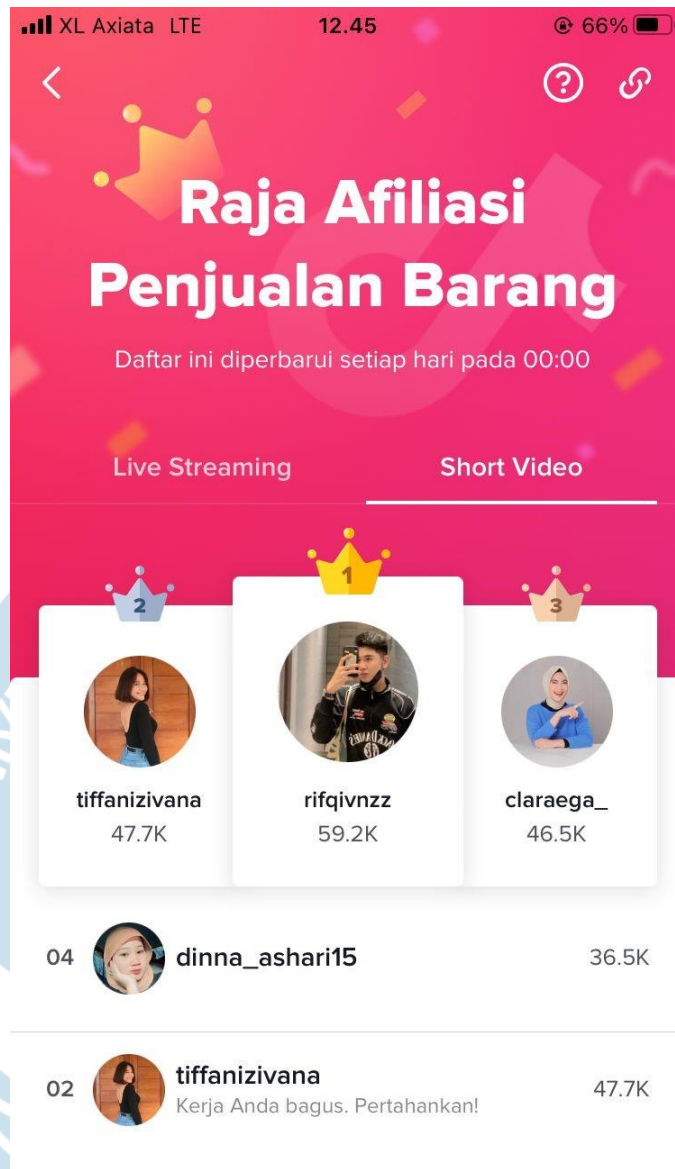 XL Axiata LTE 12.45 66%
Raja Afiliasi
Penjualan Barang
Daftar ini diperbarui setiap hari pada 00:00
Live Streaming Short Video
2 1 3
tiffanizivana rifqivnzz claraega_
47.7K 59.2K 46.5K
04 dinna_ashari15 36.5K
02 tiffanizivana 47.7K
Kerja Anda bagus. Pertahankan!